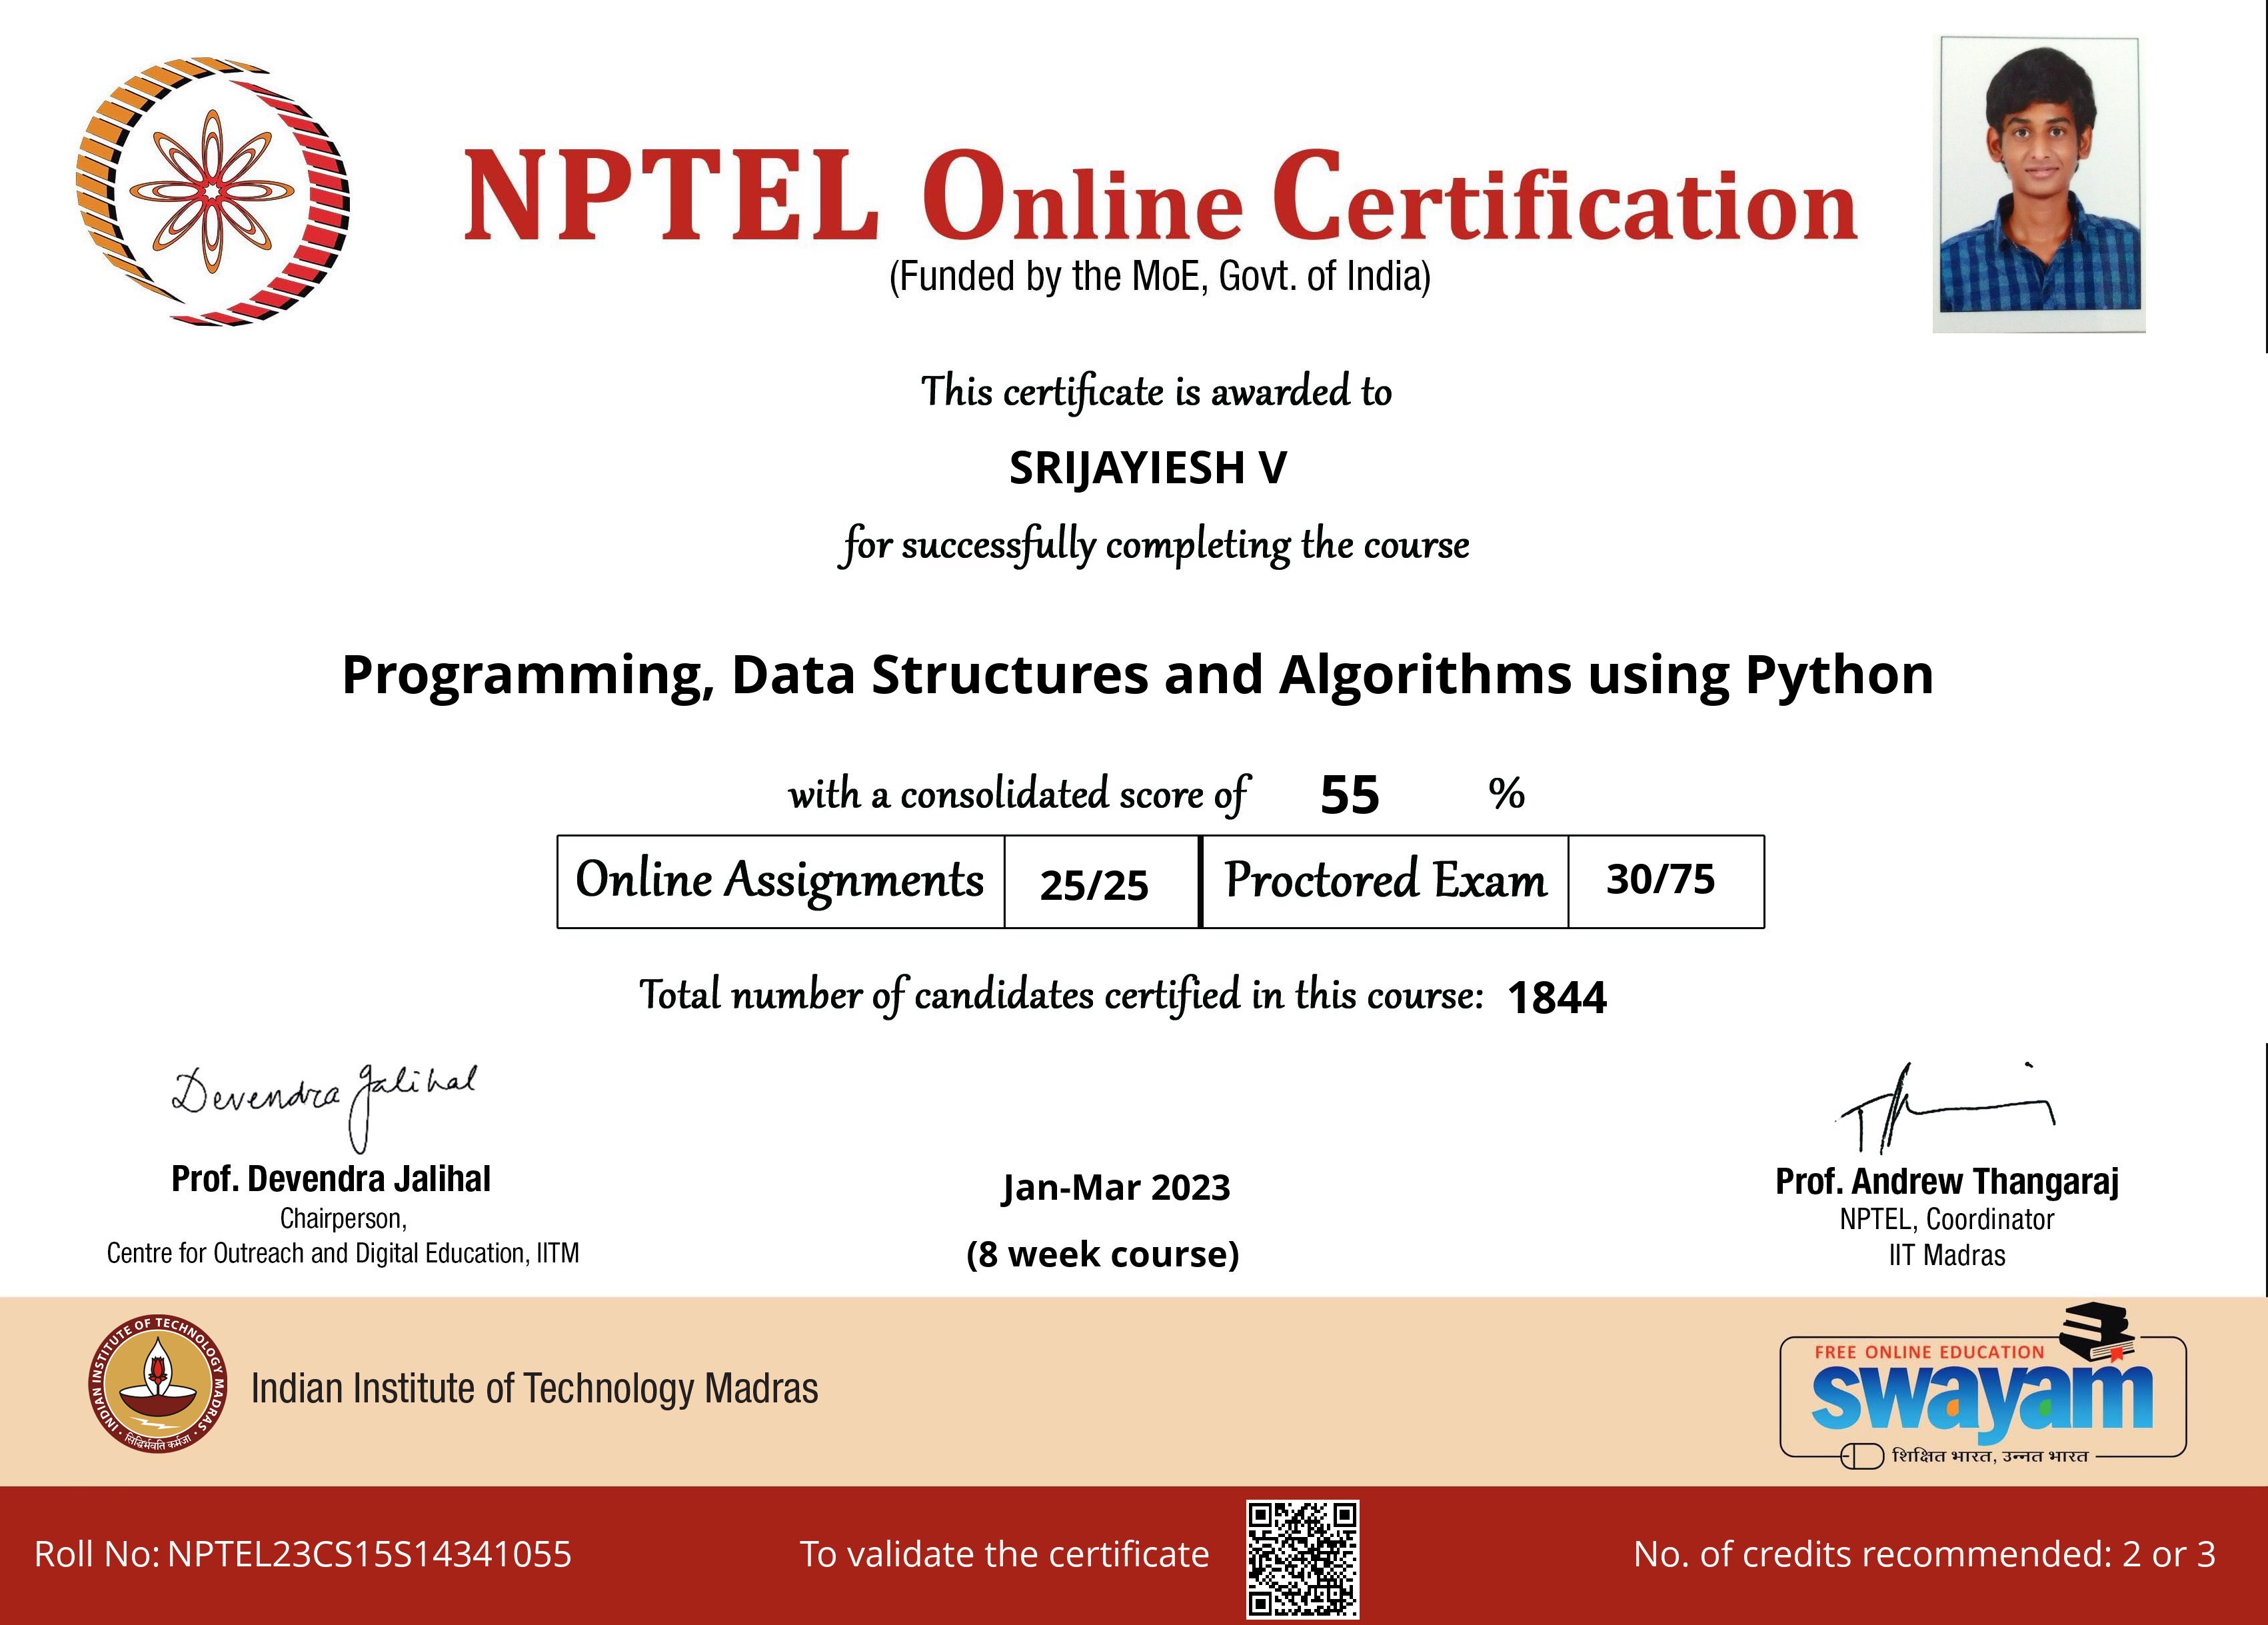 NPTEL Online Certification
(Funded by the MoE, Govt. of India)
This certificate is awarded to
SRIJAYIESH V
for successfully completing the course
Programming, Data Structures and Algorithms using Python
with a consolidated score of 55 %
Online Assignments 25/25 Proctored Exam 30/75
Total number of candidates certified in this course: 1844
Devendra Jalihal
Prof. Devendra Jalihal
Chairperson,
Centre for Outreach and Digital Education, IITM
Jan-Mar 2023
(8 week course)
Prof. Andrew Thangaraj
NPTEL, Coordinator
IIT Madras
INDIAN INSTITUTE OF TECHNOLOGY MADRAS
सिद्धिर्भवति कर्मजा
Indian Institute of Technology Madras
FREE ONLINE EDUCATION
swayam
शिक्षित भारत, उन्नत भारत
Roll No: NPTEL23CS15S14341055
To validate the certificate
No. of credits recommended: 2 or 3